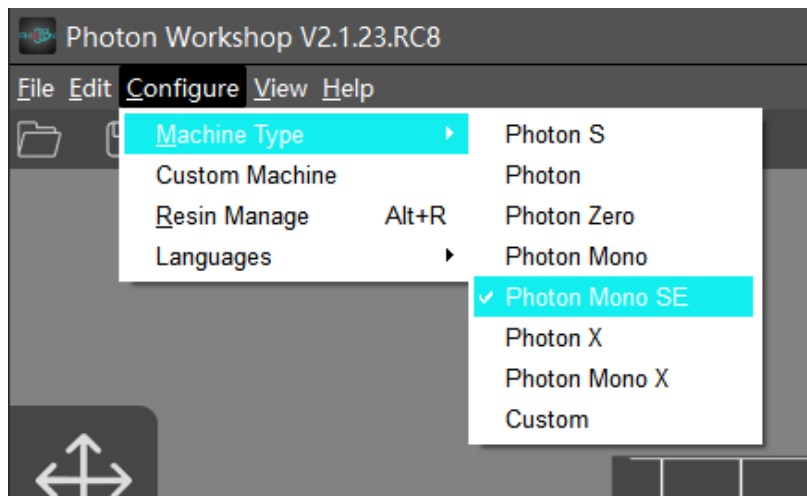 Photon Workshop V2.1.23.RC8
File Edit Configure View Help
Machine Type
Custom Machine
Resin Manage Alt+R
Languages
Photon S
Photon
Photon Zero
Photon Mono
Photon Mono SE
Photon X
Photon Mono X
Custom